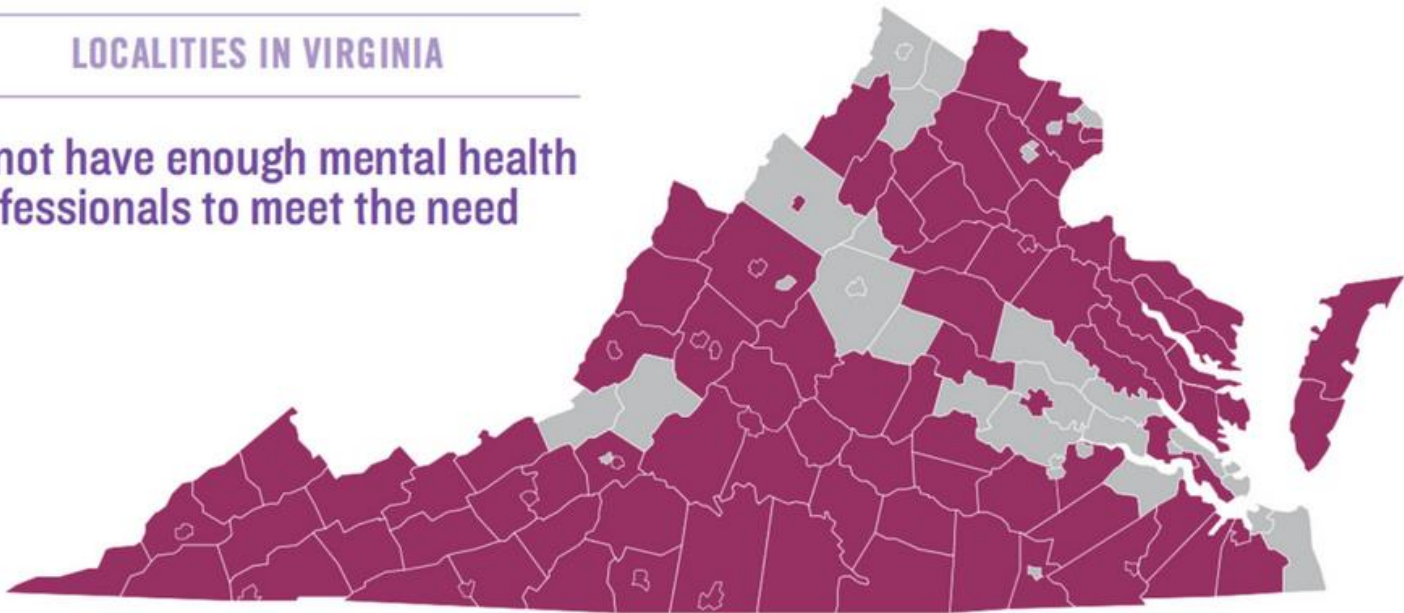 LOCALITIES IN VIRGINIA
not have enough mental health
fessionals to meet the need